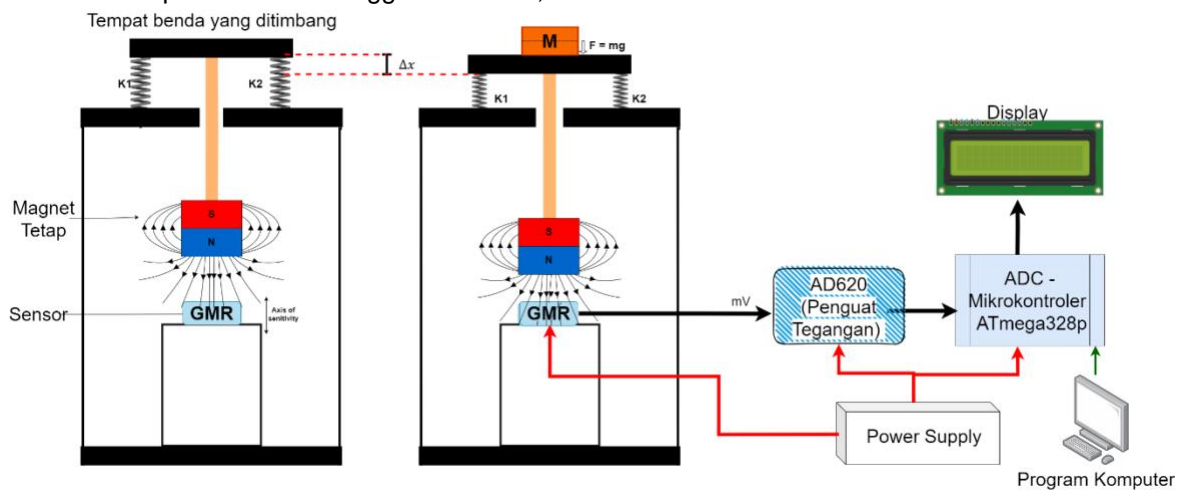 Tempat benda yang ditimbang
K1
K2
Δx
M
F = mg
K1
K2
Magnet
Tetap
S
N
Sensor
GMR
Axis of
senitivity
S
N
GMR
mV
AD620
(Penguat
Tegangan)
Display
ADC -
Mikrokontroler
ATmega328p
Power Supply
Program Komputer